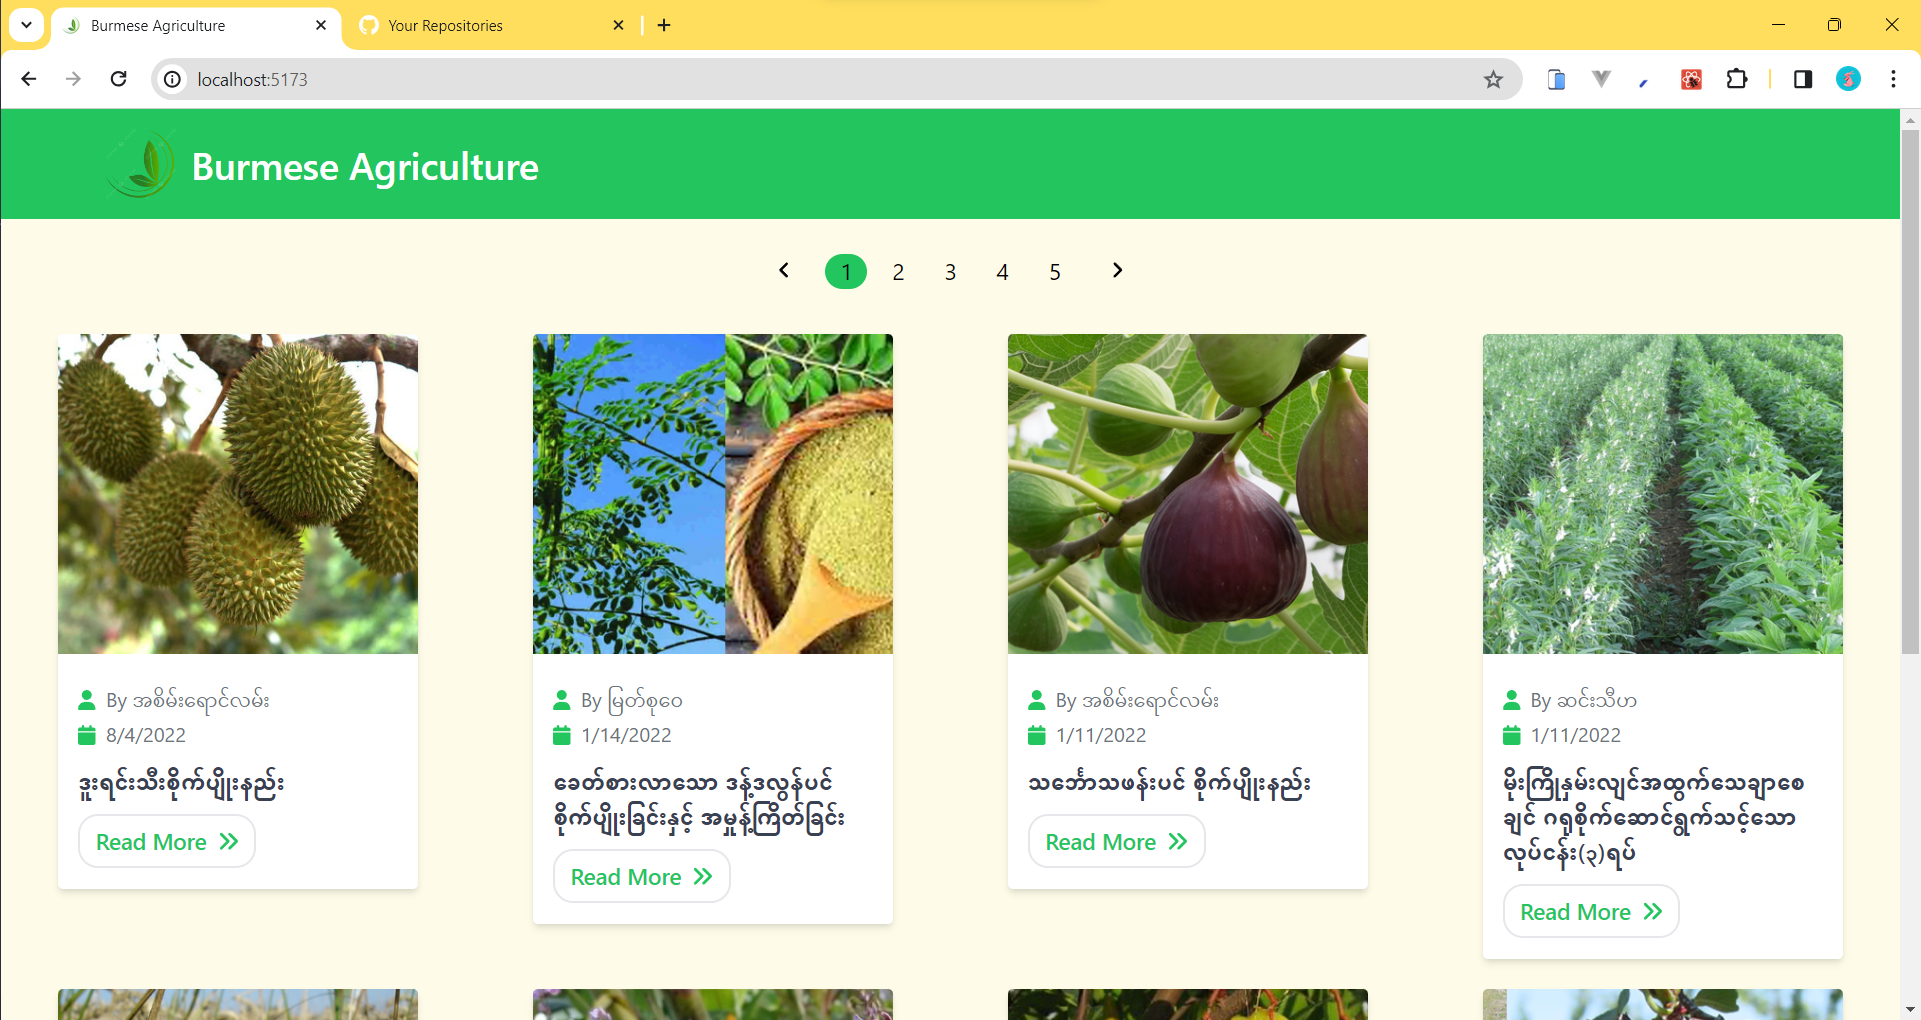 Burmese Agriculture
Your Repositories
localhost:5173
Burmese Agriculture
1 2 3 4 5
By အစိမ်းရောင်လမ်း
8/4/2022
ဒူးရင်းသီးစိုက်ပျိုးနည်း
Read More
By မြတ်စုဝေ
1/14/2022
ခေတ်စားလာသော ဒန့်ဒလွန်ပင်
စိုက်ပျိုးခြင်းနှင့် အမှုန့်ကြိတ်ခြင်း
Read More
By အစိမ်းရောင်လမ်း
1/11/2022
သင်္ဘောသဖန်းပင် စိုက်ပျိုးနည်း
Read More
By ဆင်းသီဟ
1/11/2022
မိုးကြိုနှမ်းလျင်အထွက်သေချာစေ
ချင် ဂရုစိုက်ဆောင်ရွက်သင့်သော
လုပ်ငန်း(၃)ရပ်
Read More